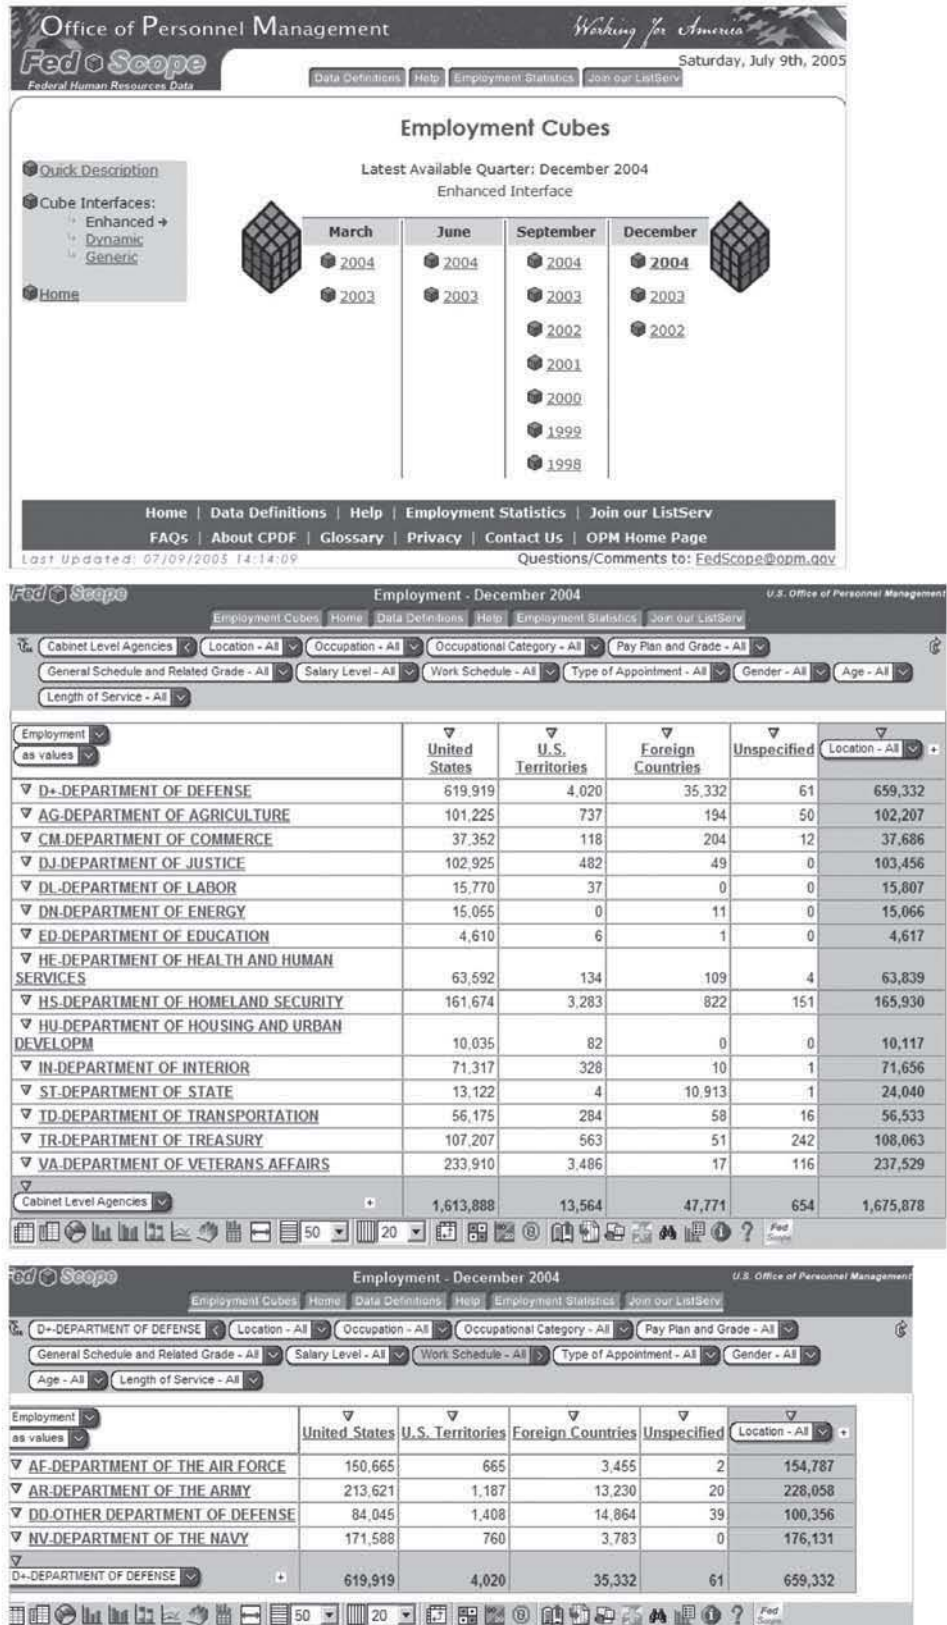 Office of Personnel Management
Working for America
Fed Scope
Federal Human Resources Data
Saturday, July 9th, 2005
Data Definitions Help Employment Statistics Join our ListServ
Employment Cubes
Latest Available Quarter: December 2004
Enhanced Interface
Quick Description
Cube Interfaces:
Enhanced
Dynamic
Generic
Home
March June September December
2004 2004 2004 2004
2003 2003 2003 2003
2002 2002
2001
2000
1999
1998
Home | Data Definitions | Help | Employment Statistics | Join our ListServ
FAQs | About CPDF | Glossary | Privacy | Contact Us | OPM Home Page
Last Updated: 07/09/2005 14:14:09
Questions/Comments to: FedScope@opm.gov
Fed Scope
Employment - December 2004
U.S. Office of Personnel Management
Employment Cubes Home Data Definitions Help Employment Statistics Join our ListServ
Cabinet Level Agencies Location - All Occupation - All Occupational Category - All Pay Plan and Grade - All
General Schedule and Related Grade - All Salary Level - All Work Schedule - All Type of Appointment - All Gender - All Age - All
Length of Service - All
Employment
as values
United States U.S. Territories Foreign Countries Unspecified Location - All +
D+-DEPARTMENT OF DEFENSE 619,919 4,020 35,332 61 659,332
AG-DEPARTMENT OF AGRICULTURE 101,225 737 194 50 102,207
CM-DEPARTMENT OF COMMERCE 37,352 118 204 12 37,686
DJ-DEPARTMENT OF JUSTICE 102,925 482 49 0 103,456
DL-DEPARTMENT OF LABOR 15,770 37 0 0 15,807
DN-DEPARTMENT OF ENERGY 15,055 0 11 0 15,066
ED-DEPARTMENT OF EDUCATION 4,610 6 1 0 4,617
HE-DEPARTMENT OF HEALTH AND HUMAN
SERVICES 63,592 134 109 4 63,839
HS-DEPARTMENT OF HOMELAND SECURITY 161,674 3,283 822 151 165,930
HU-DEPARTMENT OF HOUSING AND URBAN
DEVELOPM 10,035 82 0 0 10,117
IN-DEPARTMENT OF INTERIOR 71,317 328 10 1 71,656
ST-DEPARTMENT OF STATE 13,122 4 10,913 1 24,040
TD-DEPARTMENT OF TRANSPORTATION 56,175 284 58 16 56,533
TR-DEPARTMENT OF TREASURY 107,207 563 51 242 108,063
VA-DEPARTMENT OF VETERANS AFFAIRS 233,910 3,486 17 116 237,529
Cabinet Level Agencies + 1,613,888 13,564 47,771 654 1,675,878
50 20 ? Fed Scope
Fed Scope
Employment - December 2004
U.S. Office of Personnel Management
Employment Cubes Home Data Definitions Help Employment Statistics Join our ListServ
D+-DEPARTMENT OF DEFENSE Location - All Occupation - All Occupational Category - All Pay Plan and Grade - All
General Schedule and Related Grade - All Salary Level - All Work Schedule - All Type of Appointment - All Gender - All
Age - All Length of Service - All
Employment
as values
United States U.S. Territories Foreign Countries Unspecified Location - All +
AF-DEPARTMENT OF THE AIR FORCE 150,665 665 3,455 2 154,787
AR-DEPARTMENT OF THE ARMY 213,621 1,187 13,230 20 228,058
DD-OTHER DEPARTMENT OF DEFENSE 84,045 1,408 14,864 39 100,356
NV-DEPARTMENT OF THE NAVY 171,588 760 3,783 0 176,131
D+-DEPARTMENT OF DEFENSE + 619,919 4,020 35,332 61 659,332
50 20 ? Fed Scope